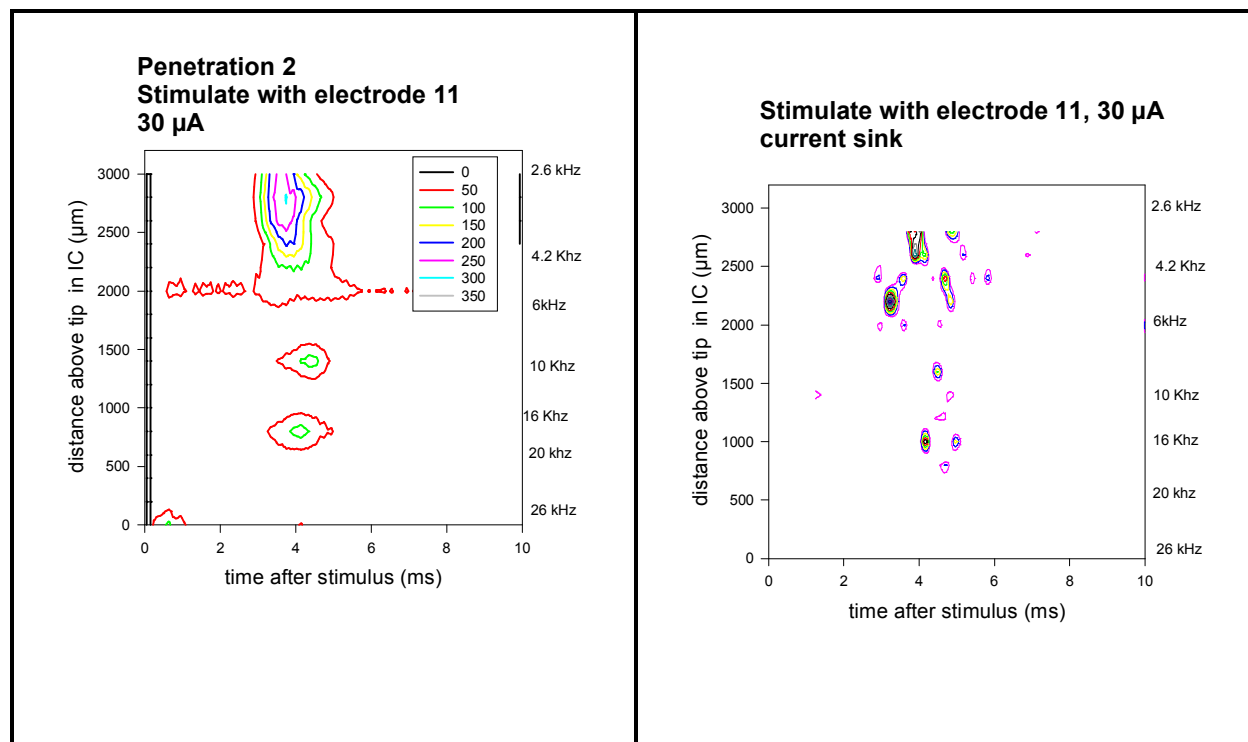 Penetration 2
Stimulate with electrode 11
30 µA
0
50
100
150
200
250
300
350
3000
2500
2000
1500
1000
500
0
distance above tip in IC (µm)
2.6 kHz
4.2 Khz
6kHz
10 Khz
16 Khz
20 khz
26 kHz
0 2 4 6 8 10
time after stimulus (ms)
Stimulate with electrode 11, 30 µA
current sink
3000
2500
2000
1500
1000
500
0
distance above tip in IC (µm)
2.6 kHz
4.2 Khz
6kHz
10 Khz
16 Khz
20 khz
26 kHz
0 2 4 6 8 10
time after stimulus (ms)